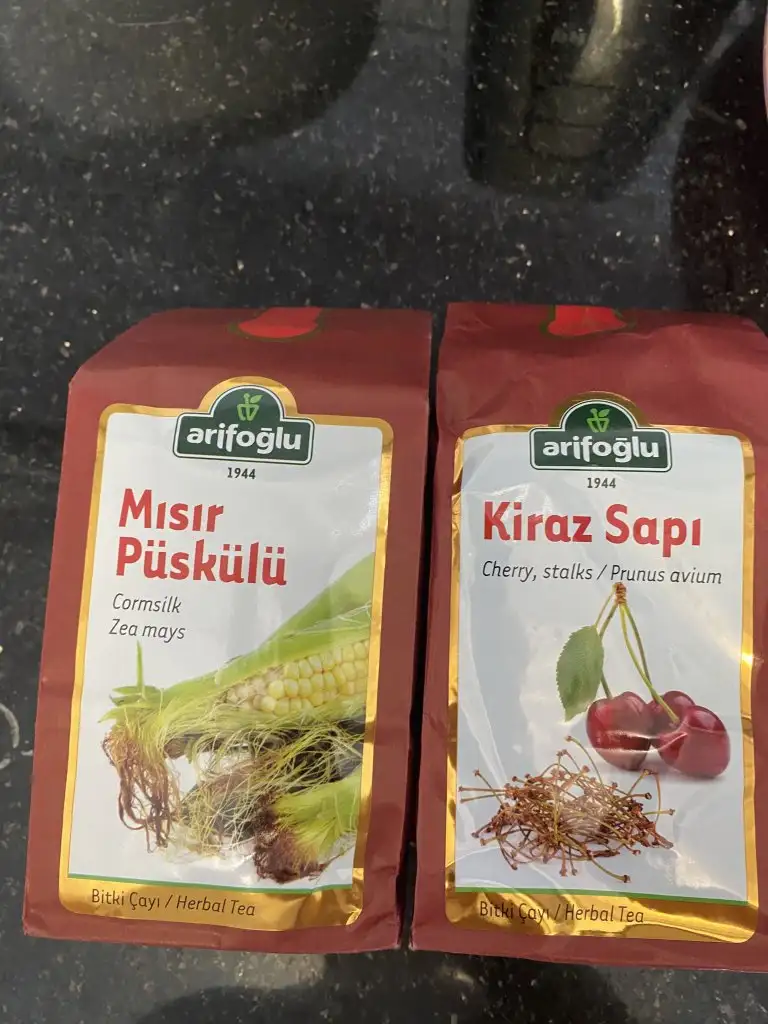 arifoğlu
1944
Mısır
Püskülü
Cornsilk
Zea mays
Bitki Çayı / Herbal Tea
arifoğlu
1944
Kiraz Sapı
Cherry, stalks / Prunus avium
Bitki Çayı / Herbal Tea